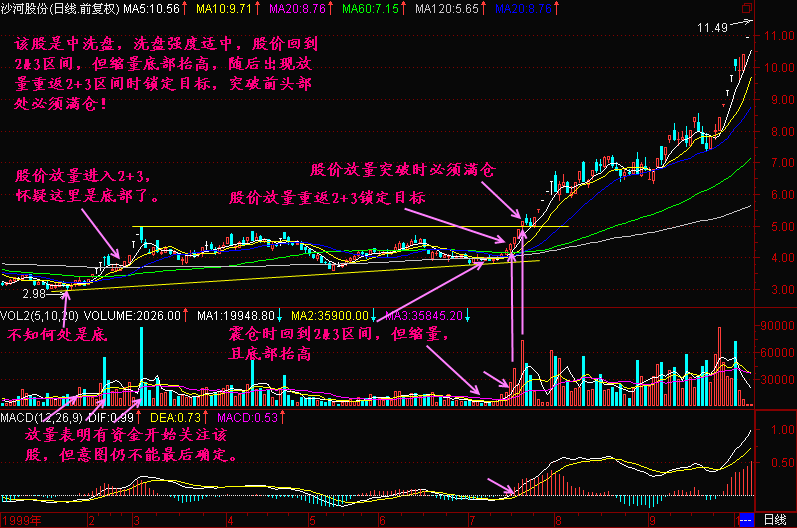 沙河股份(日线.前复权) MA5:10.56↑ MA10:9.71↑ MA20:8.76↑ MA60:7.15↑ MA120:5.65↑ MA20:8.76↑
11.49
11.00
该股是中洗盘，洗盘强度适中，股价回到
2&3区间，但缩量底部抬高，随后出现放
量重返2+3区间时锁定目标，突破前头部
处必须满仓！
10.00
9.00
8.00
股价放量进入2+3，
怀疑这里是底部了。
股价放量突破时必须满仓
7.00
股价放量重返2+3锁定目标
6.00
5.00
4.00
3.00
2.98
VOL2(5,10,20) VOLUME:2026.00↑ MA1:19948.80↓ MA2:35900.00↓ MA3:35845.20↓
不知何处是底
震仓时回到2&3区间，但缩量，
且底部抬高
90000
60000
30000
MACD(12,26,9) DIF:0.99↑ DEA:0.73↑ MACD:0.53↑
放量表明有资金开始关注该
股，但意图仍不能最后确定。
1.00
0.50
1999年 2 3 4 5 6 7 8 9 日线